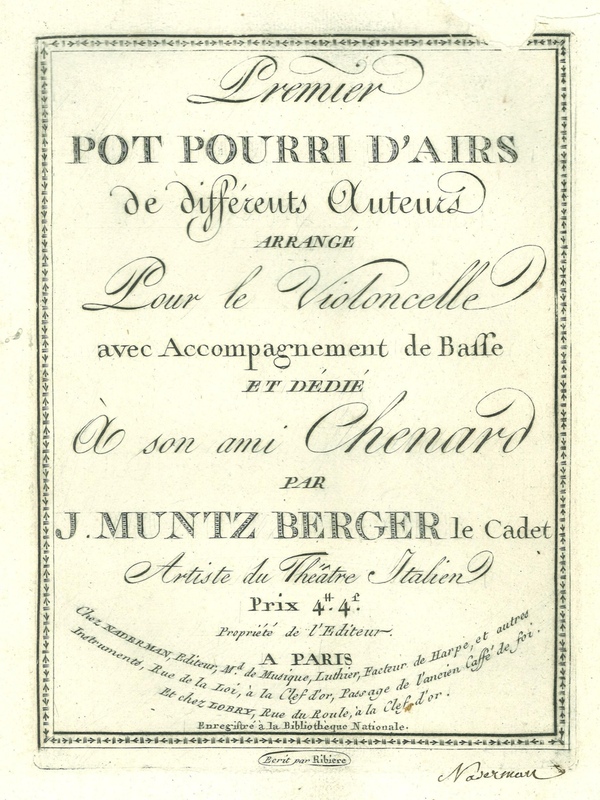 Premier
POT POURRI D'AIRS
de différents Auteurs
ARRANGÉ
Pour le Violoncelle
avec Accompagnement de Basse
ET DÉDIÉ
À son ami Chenard
PAR
J. MUNTZ BERGER le Cadet
Artiste du Théâtre Italien
Prix 4.tt 4.f
Propriété de l'Editeur.
A PARIS
Chez NADERMAN, Editeur, M.d de Musique, Luthier, Facteur de Harpe, et autres
Instruments, Rue de la Loi, à la Clef d'or, Passage de l'ancien Caffé de foi.
Et chez LOBRY, Rue du Roule, à la Clef d'or.
Enregistré à la Bibliothèque Nationale.
Ecrit par Ribiere
Naderman